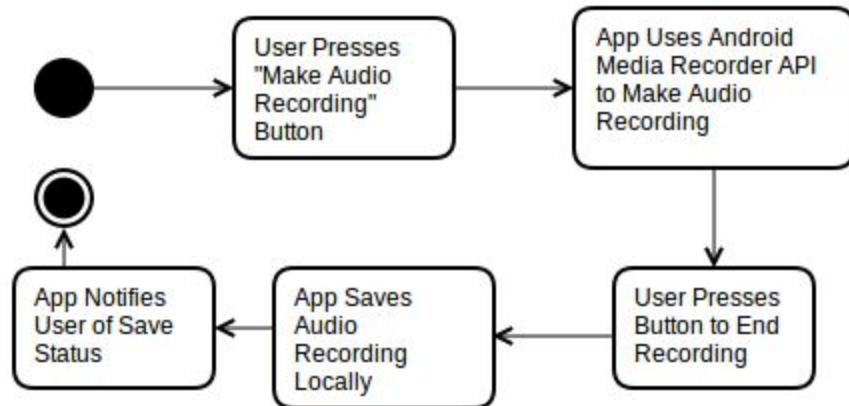 User Presses
"Make Audio
Recording"
Button
App Uses Android
Media Recorder API
to Make Audio
Recording
User Presses
Button to End
Recording
App Saves
Audio
Recording
Locally
App Notifies
User of Save
Status